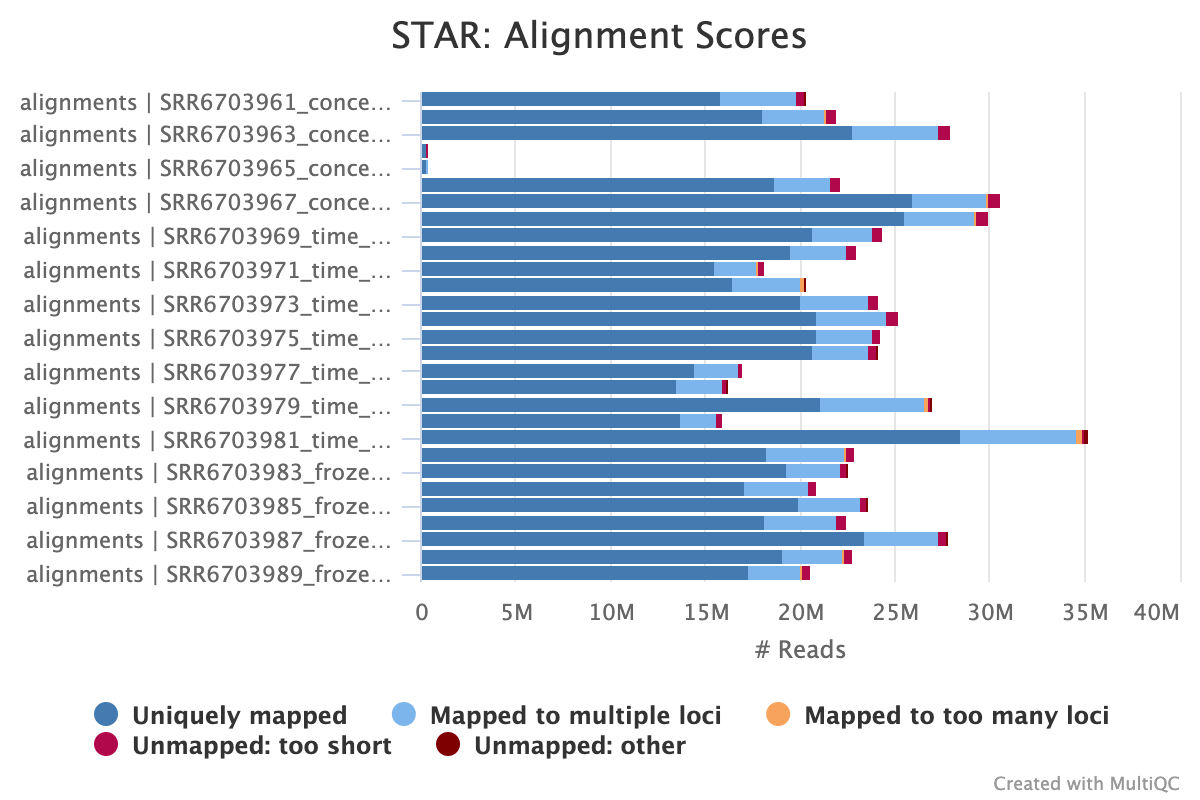 STAR: Alignment Scores
alignments | SRR6703961_conce…
alignments | SRR6703963_conce…
alignments | SRR6703965_conce…
alignments | SRR6703967_conce…
alignments | SRR6703969_time_…
alignments | SRR6703971_time_…
alignments | SRR6703973_time_…
alignments | SRR6703975_time_…
alignments | SRR6703977_time_…
alignments | SRR6703979_time_…
alignments | SRR6703981_time_…
alignments | SRR6703983_froze…
alignments | SRR6703985_froze…
alignments | SRR6703987_froze…
alignments | SRR6703989_froze…
0 5M 10M 15M 20M 25M 30M 35M 40M
# Reads
Uniquely mapped Mapped to multiple loci Mapped to too many loci
Unmapped: too short Unmapped: other
Created with MultiQC